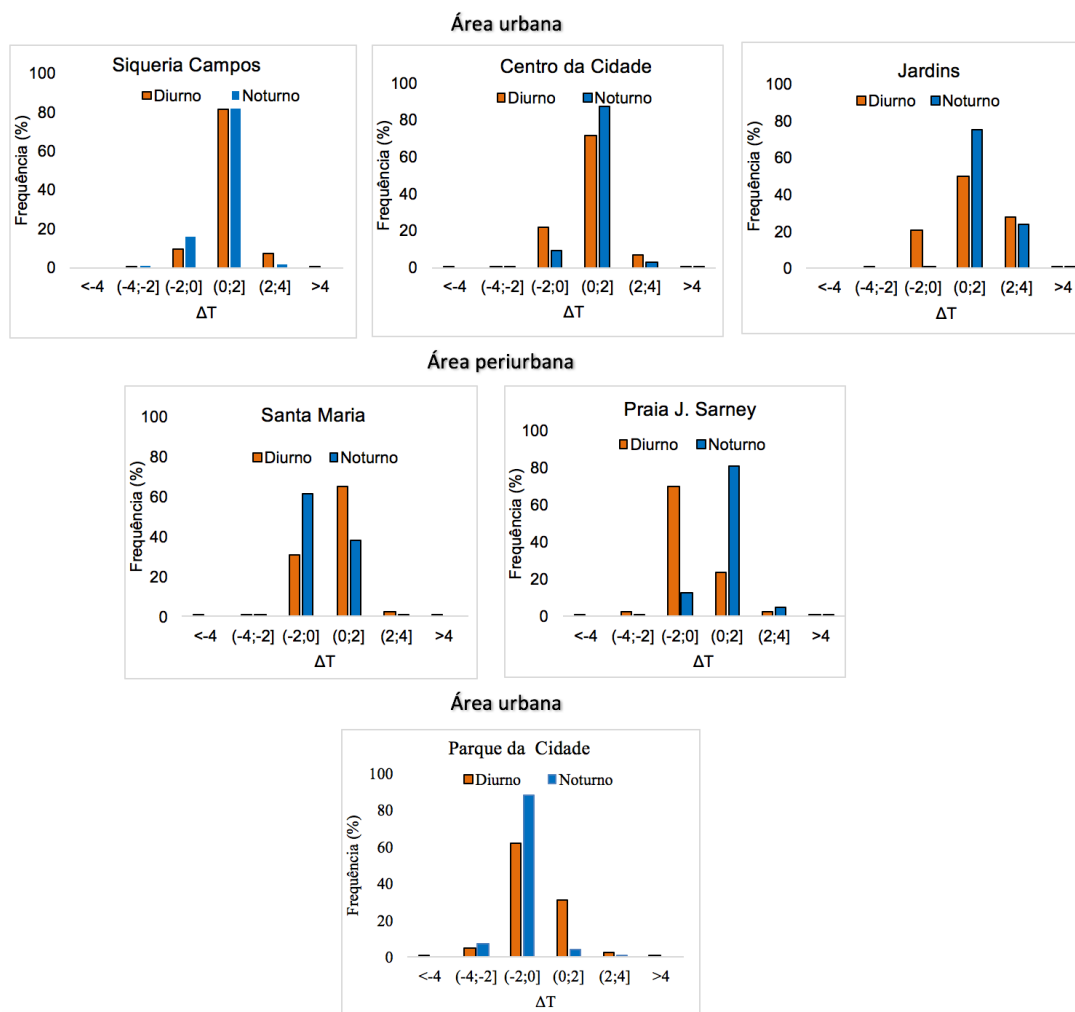 Área urbana
Siqueria Campos
Diurno Noturno
Frequência (%)
100
80
60
40
20
0
<-4 (-4;-2] (-2;0] (0;2] (2;4] >4
ΔT
Centro da Cidade
Diurno Noturno
Frequência (%)
100
80
60
40
20
0
<-4 (-4;-2] (-2;0] (0;2] (2;4] >4
ΔT
Jardins
Diurno Noturno
Frequência (%)
100
80
60
40
20
0
<-4 (-4;-2] (-2;0] (0;2] (2;4] >4
ΔT
Área periurbana
Santa Maria
Diurno Noturno
Frequência (%)
100
80
60
40
20
0
<-4 (-4;-2] (-2;0] (0;2] (2;4] >4
ΔT
Praia J. Sarney
Diurno Noturno
Frequência (%)
100
80
60
40
20
0
<-4 (-4;-2] (-2;0] (0;2] (2;4] >4
ΔT
Área urbana
Parque da Cidade
Diurno Noturno
Frequência (%)
100
80
60
40
20
0
<-4 (-4;-2] (-2;0] (0;2] (2;4] >4
ΔT